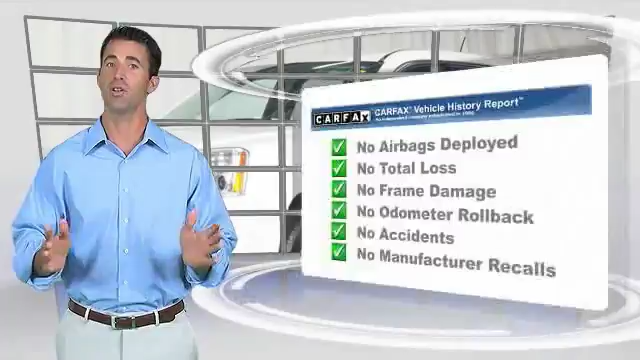 CARFAX
CARFAX Vehicle History Report™
No Airbags Deployed
No Total Loss
No Frame Damage
No Odometer Rollback
No Accidents
No Manufacturer Recalls